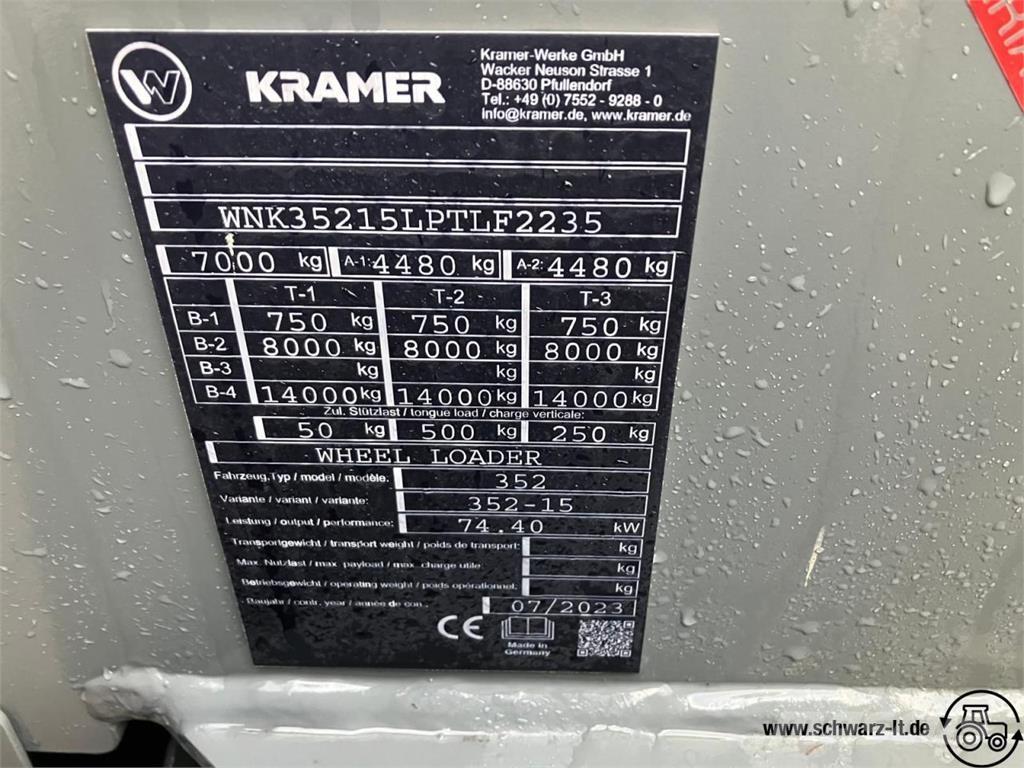 KRAMER
Kramer-Werke GmbH
Wacker Neuson Strasse 1
D-88630 Pfullendorf
Tel.: +49 (0) 7552 - 9288 - 0
info@kramer.de, www.kramer.de
WNK35215LPTLF2235
7000 kg A-1: 4480 kg A-2: 4480 kg
T-1 T-2 T-3
B-1 750 kg 750 kg 750 kg
B-2 8000 kg 8000 kg 8000 kg
B-3 kg kg kg
B-4 14000 kg 14000 kg 14000 kg
Zul. Stützlast / tongue load / charge verticale:
50 kg 500 kg 250 kg
WHEEL LOADER
Fahrzeug.Typ / model / modèle: 352
Variante / variant / variante: 352-15
Leistung / output / performance: 74.40 kW
Transportgewicht / transport weight / poids de transport: kg
Max. Nutzlast / max. payload / max. charge utile kg
Betriebsgewicht / operating weight / poids opérationnel: kg
Baujahr / contr. year / année de con.: 07/2023
CE
Made in
Germany
www.schwarz-lt.de